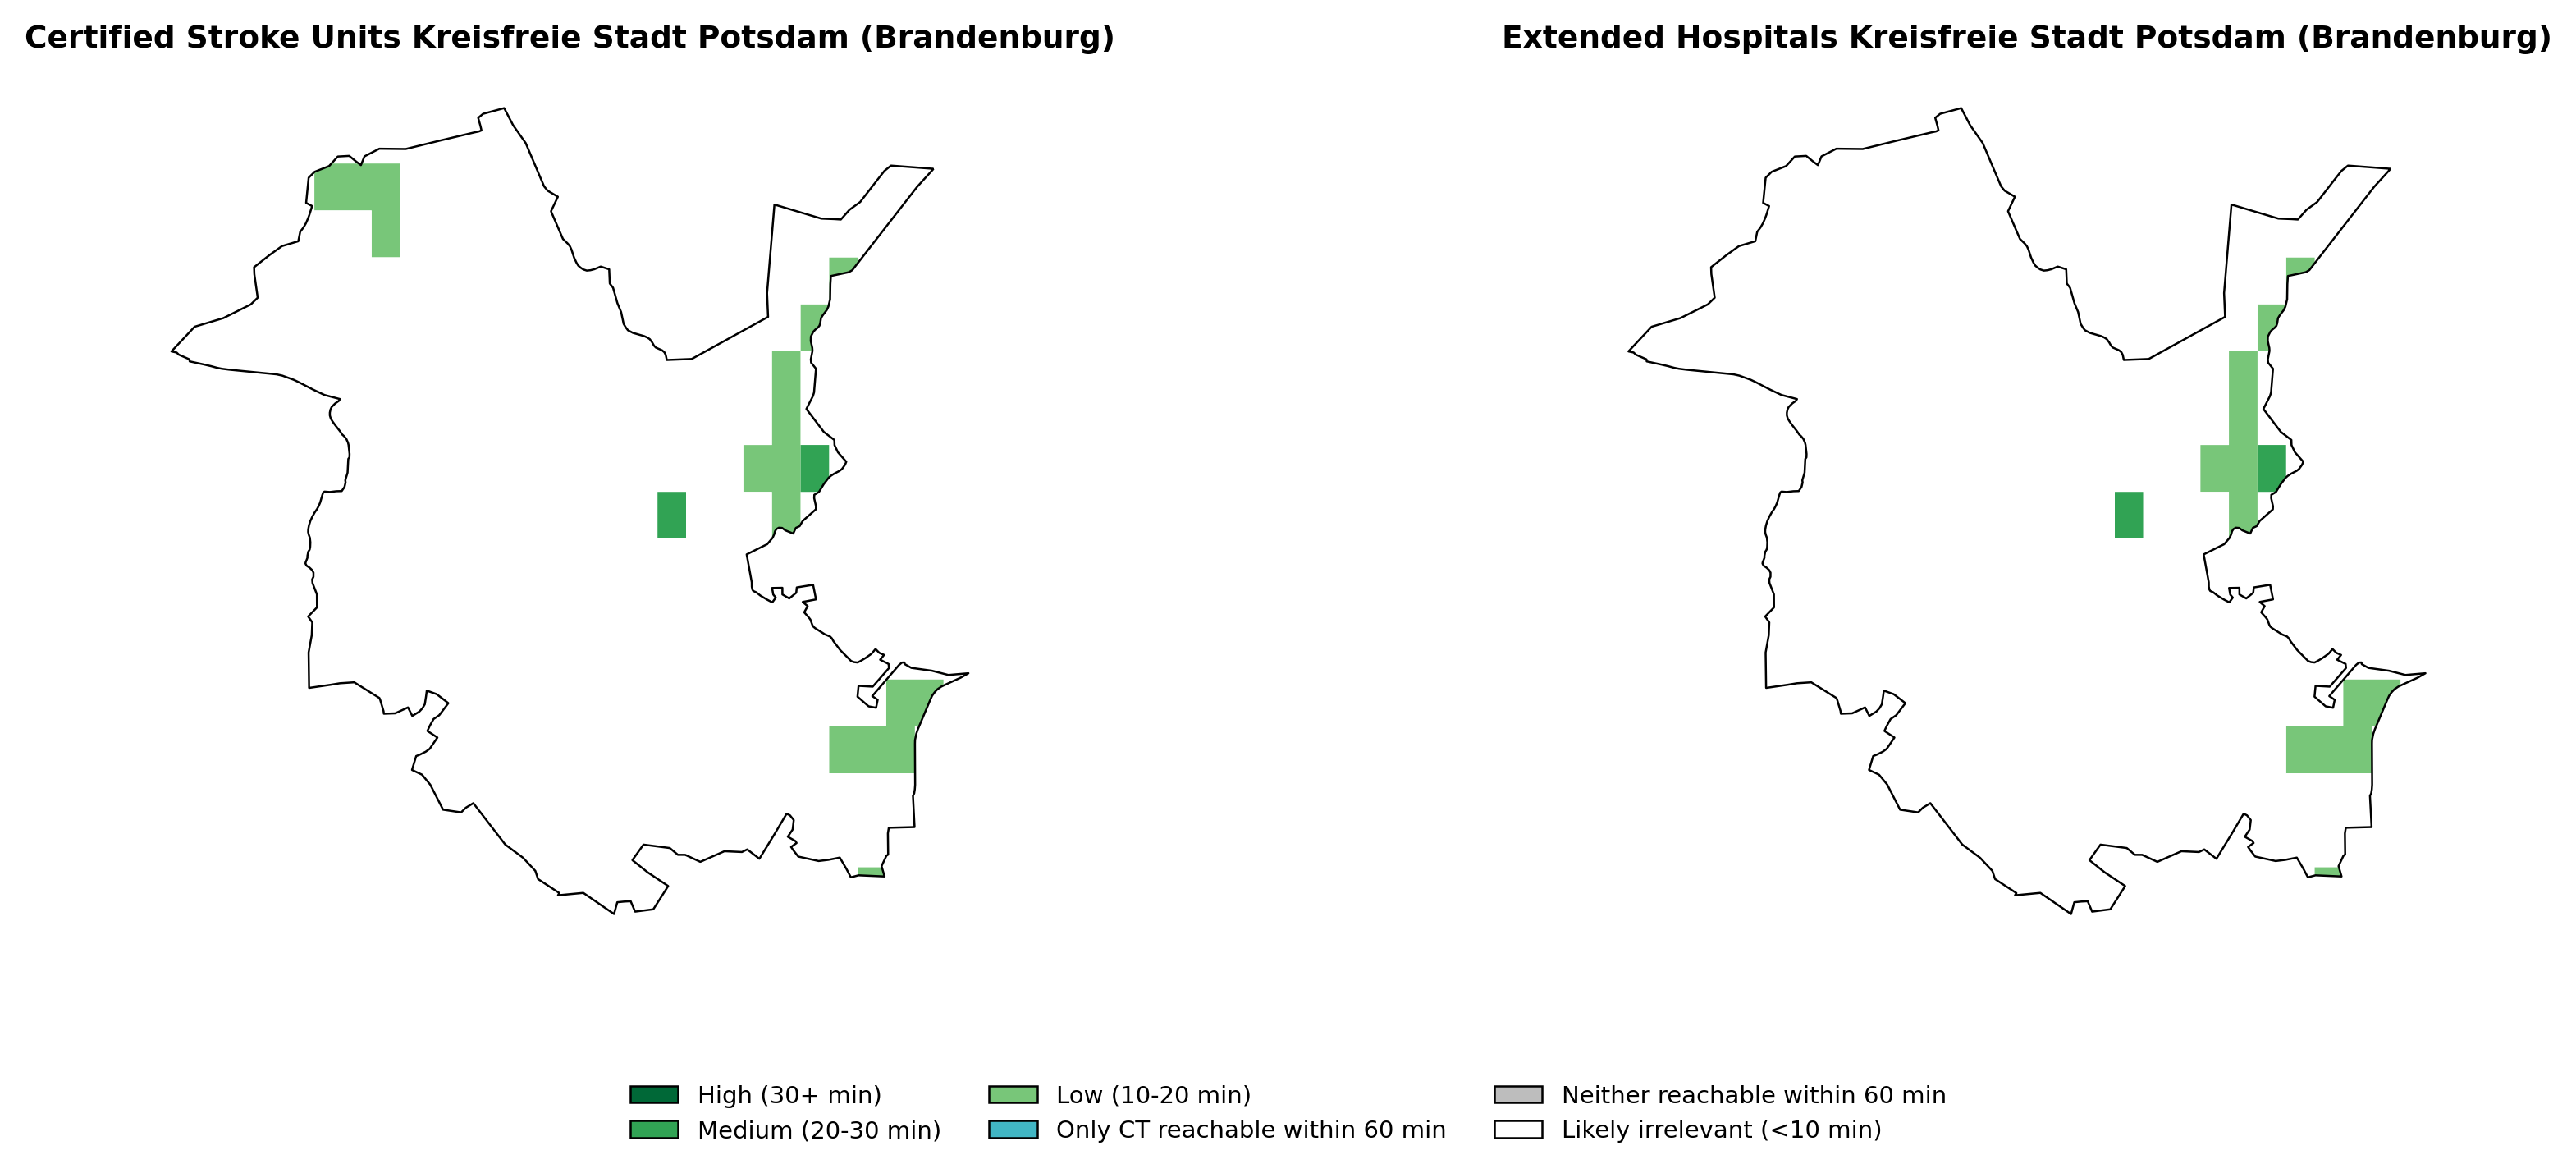 Certified Stroke Units Kreisfreie Stadt Potsdam (Brandenburg)
Extended Hospitals Kreisfreie Stadt Potsdam (Brandenburg)
High (30+ min)
Medium (20-30 min)
Low (10-20 min)
Only CT reachable within 60 min
Neither reachable within 60 min
Likely irrelevant (<10 min)